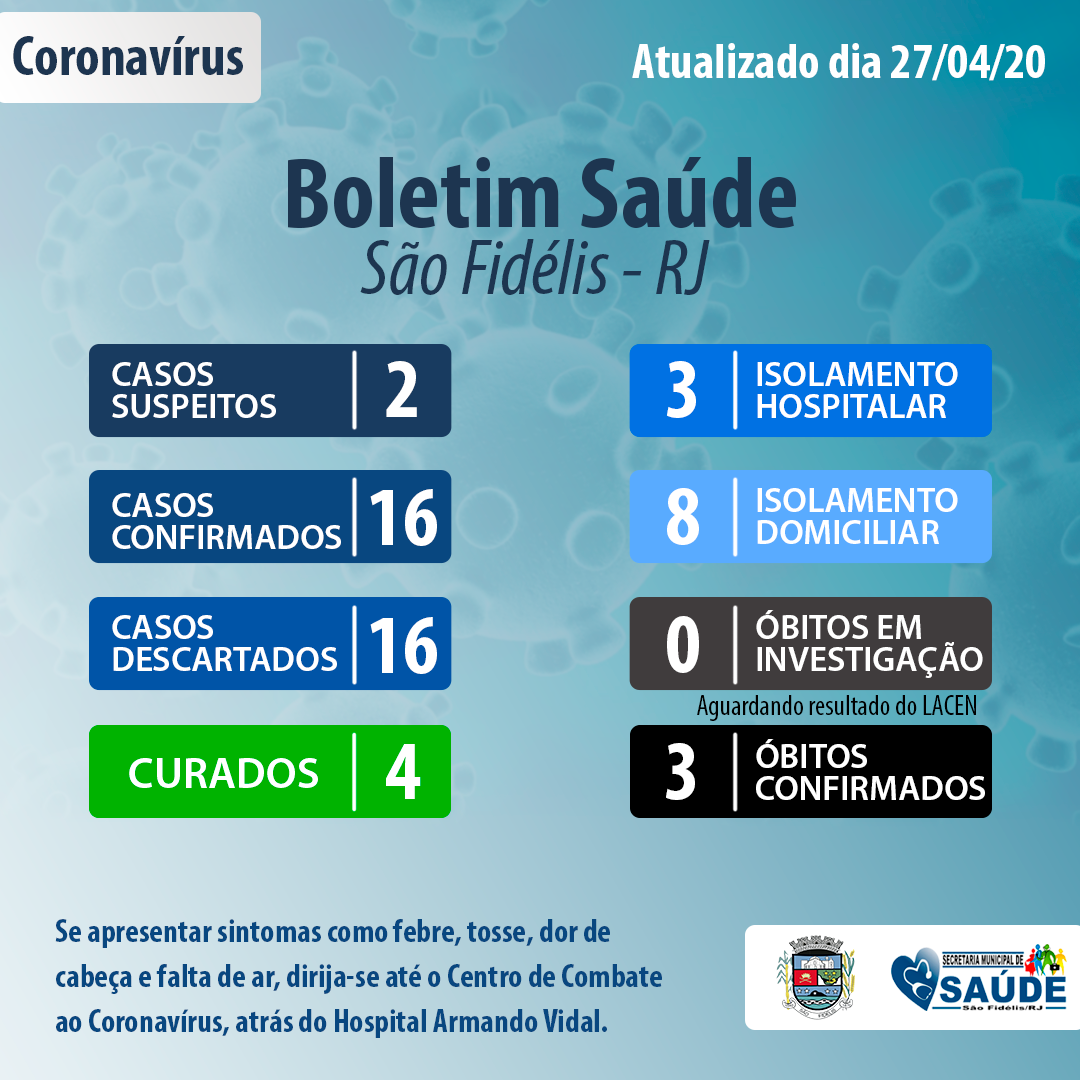 Coronavírus
Atualizado dia 27/04/20
Boletim Saúde
São Fidélis - RJ
CASOS
SUSPEITOS
2
CASOS
CONFIRMADOS
16
CASOS
DESCARTADOS
16
CURADOS
4
3
ISOLAMENTO
HOSPITALAR
8
ISOLAMENTO
DOMICILIAR
0
ÓBITOS EM
INVESTIGAÇÃO
Aguardando resultado do LACEN
3
ÓBITOS
CONFIRMADOS
Se apresentar sintomas como febre, tosse, dor de
cabeça e falta de ar, dirija-se até o Centro de Combate
ao Coronavírus, atrás do Hospital Armando Vidal.
SÃO FIDÉLIS
SECRETARIA MUNICIPAL DE
SAÚDE
São Fidélis/RJ